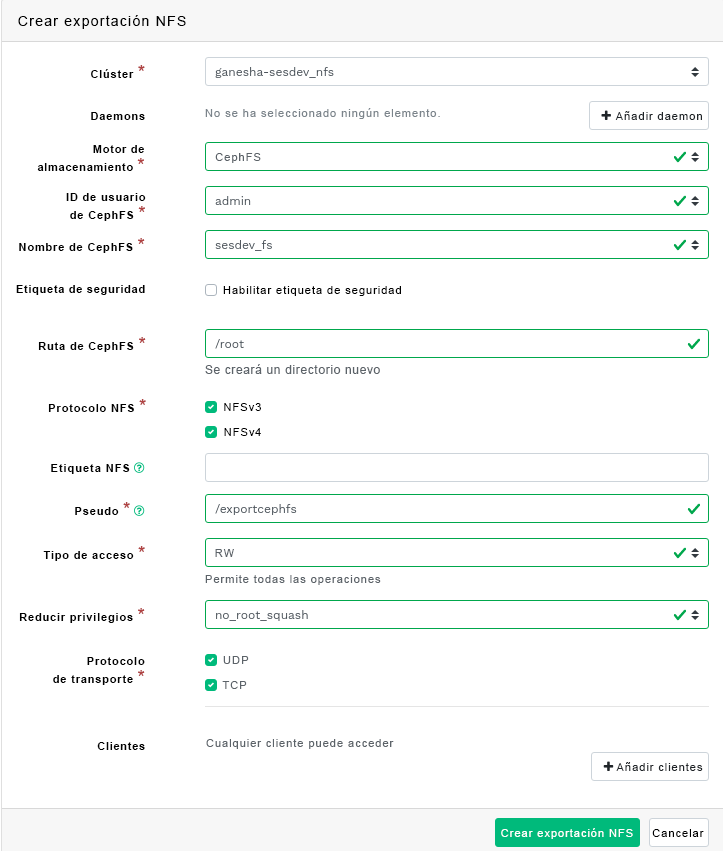 Crear exportación NFS
Clúster *
ganesha-sesdev_nfs
Daemons
No se ha seleccionado ningún elemento.
Añadir daemon
Motor de
almacenamiento *
CephFS
ID de usuario
de CephFS *
admin
Nombre de CephFS *
sesdev_fs
Etiqueta de seguridad
Habilitar etiqueta de seguridad
Ruta de CephFS *
/root
Se creará un directorio nuevo
Protocolo NFS *
NFSv3
NFSv4
Etiqueta NFS ?
Pseudo * ?
/exportcephfs
Tipo de acceso *
RW
Permite todas las operaciones
Reducir privilegios *
no_root_squash
Protocolo
de transporte *
UDP
TCP
Clientes
Cualquier cliente puede acceder
Añadir clientes
Crear exportación NFS
Cancelar